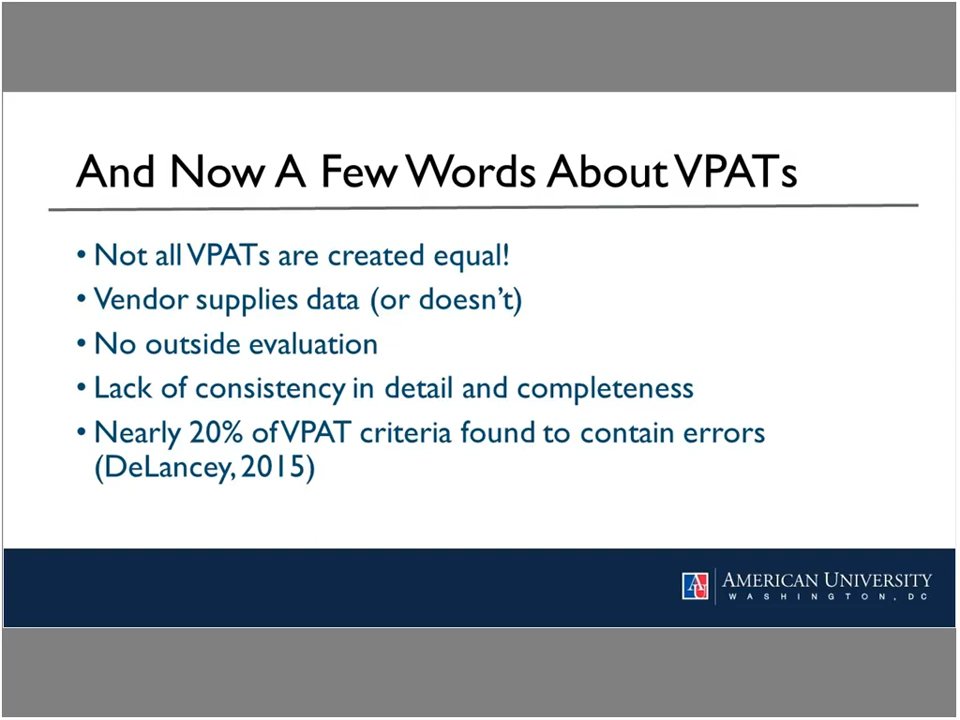 And Now A Few Words About VPATs
• Not all VPATs are created equal!
• Vendor supplies data (or doesn’t)
• No outside evaluation
• Lack of consistency in detail and completeness
• Nearly 20% of VPAT criteria found to contain errors
(DeLancey, 2015)
AU AMERICAN UNIVERSITY
WASHINGTON, DC